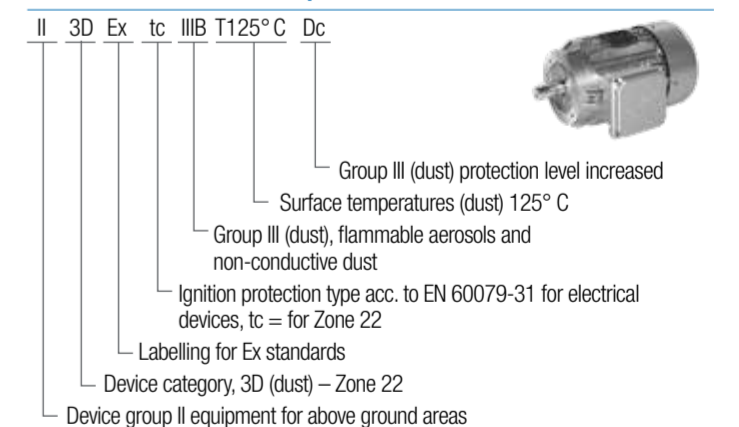 II 3D Ex tc IIIB T125° C Dc
Group III (dust) protection level increased
Surface temperatures (dust) 125° C
Group III (dust), flammable aerosols and
non-conductive dust
Ignition protection type acc. to EN 60079-31 for electrical
devices, tc = for Zone 22
Labelling for Ex standards
Device category, 3D (dust) – Zone 22
Device group II equipment for above ground areas